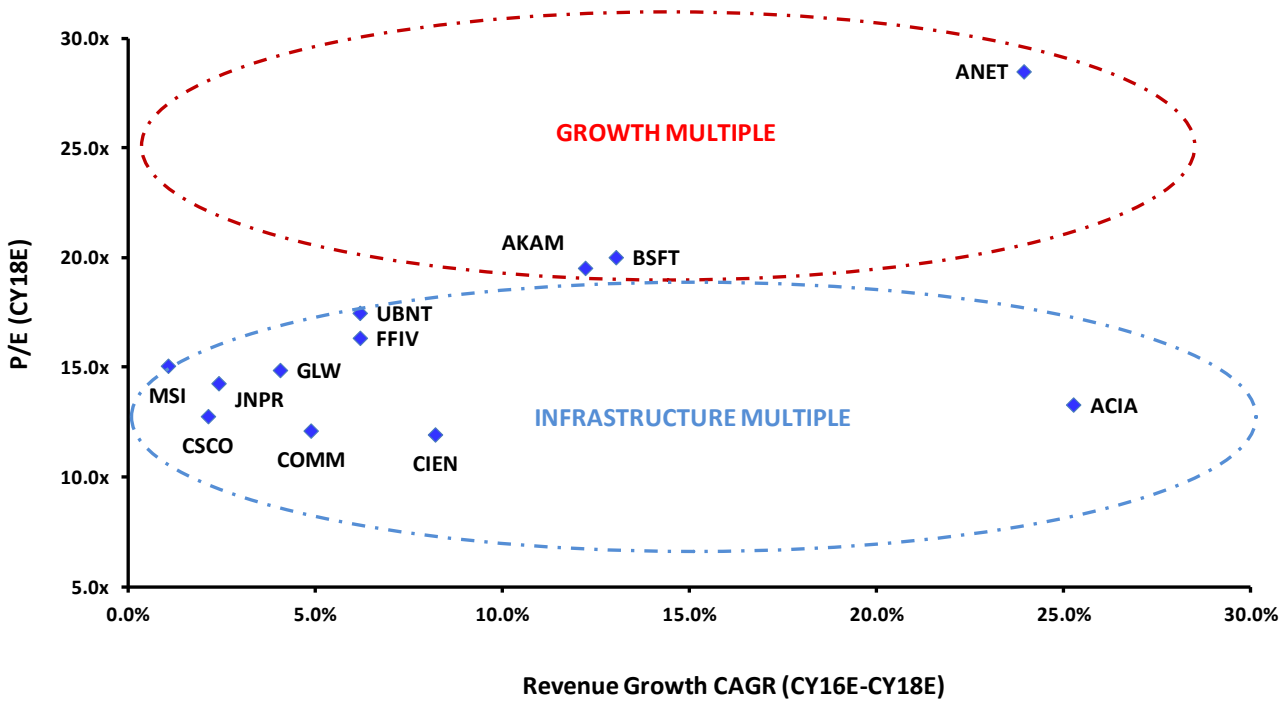 30.0x
ANET
GROWTH MULTIPLE
25.0x
P/E (CY18E)
AKAM
BSFT
20.0x
UBNT
FFIV
15.0x
GLW
MSI
JNPR
ACIA
CSCO
INFRASTRUCTURE MULTIPLE
COMM
CIEN
10.0x
5.0x
0.0% 5.0% 10.0% 15.0% 20.0% 25.0% 30.0%
Revenue Growth CAGR (CY16E-CY18E)